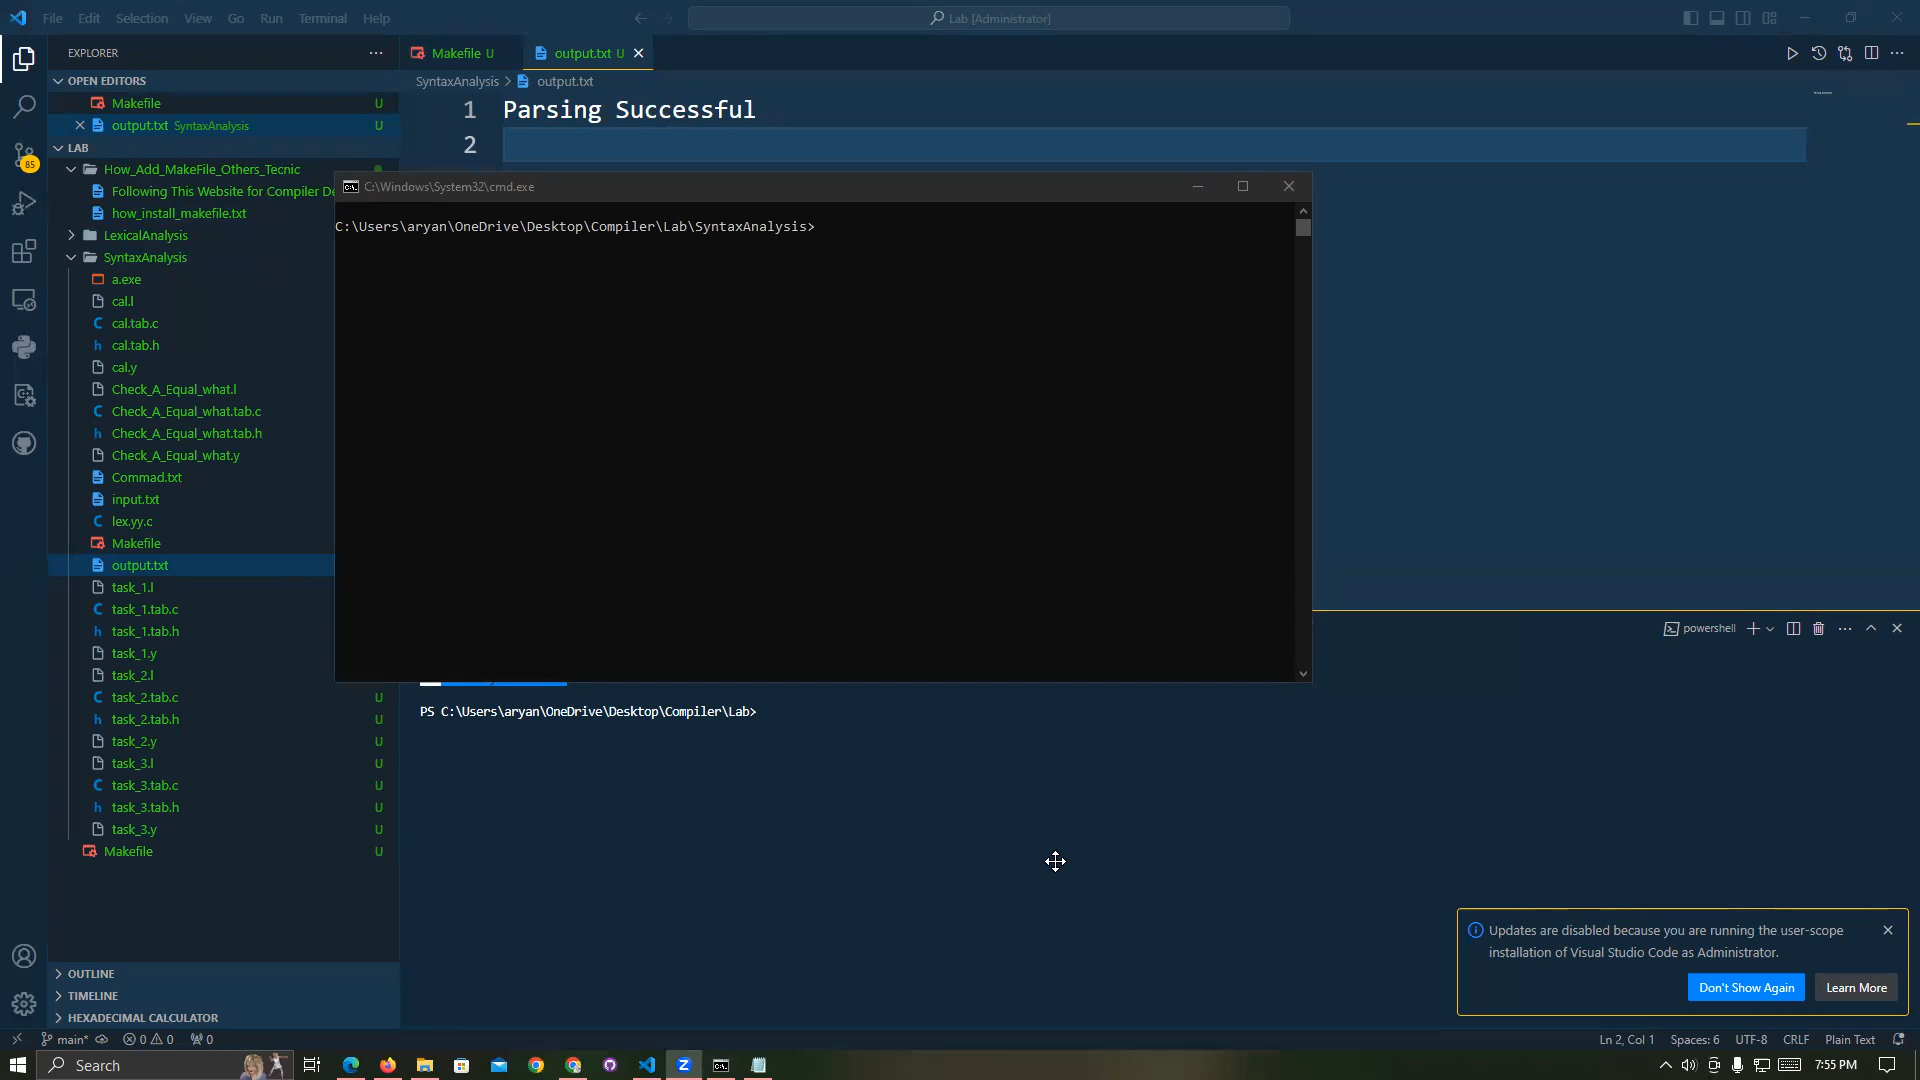 File Edit Selection View Go Run Terminal Help
Lab [Administrator]
EXPLORER
Makefile U
output.txt U
OPEN EDITORS
SyntaxAnalysis > output.txt
Makefile U
output.txt SyntaxAnalysis U
1 Parsing Successful
2
LAB
How_Add_MakeFile_Others_Tecnic
Following This Website for Compiler De
how_install_makefile.txt
LexicalAnalysis
SyntaxAnalysis
a.exe
cal.l
cal.tab.c
cal.tab.h
cal.y
Check_A_Equal_what.l
Check_A_Equal_what.tab.c
Check_A_Equal_what.tab.h
Check_A_Equal_what.y
Commad.txt
input.txt
lex.yy.c
Makefile
output.txt
task_1.l
task_1.tab.c
task_1.tab.h
task_1.y
task_2.l
task_2.tab.c U
task_2.tab.h U
task_2.y U
task_3.l U
task_3.tab.c U
task_3.tab.h U
task_3.y U
Makefile U
85
C:\Windows\System32\cmd.exe
C:\Users\aryan\OneDrive\Desktop\Compiler\Lab\SyntaxAnalysis>
powershell
PS C:\Users\aryan\OneDrive\Desktop\Compiler\Lab>
Updates are disabled because you are running the user-scope
installation of Visual Studio Code as Administrator.
Don't Show Again
Learn More
OUTLINE
TIMELINE
HEXADECIMAL CALCULATOR
main* 0 0 0
Ln 2, Col 1 Spaces: 6 UTF-8 CRLF Plain Text
Search
7:55 PM